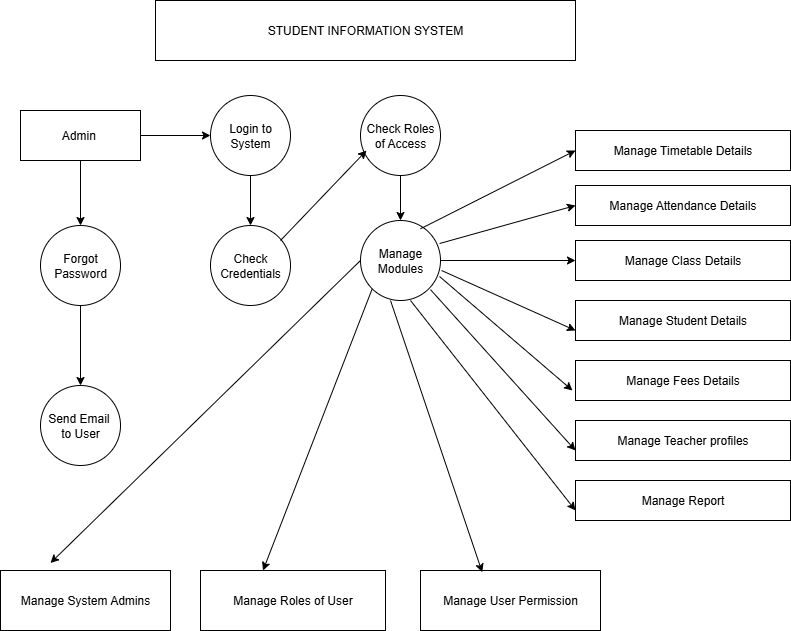 STUDENT INFORMATION SYSTEM
Admin
Login to
System
Check Roles
of Access
Manage Timetable Details
Manage Attendance Details
Forgot
Password
Check
Credentials
Manage
Modules
Manage Class Details
Manage Student Details
Manage Fees Details
Send Email
to User
Manage Teacher profiles
Manage Report
Manage System Admins
Manage Roles of User
Manage User Permission